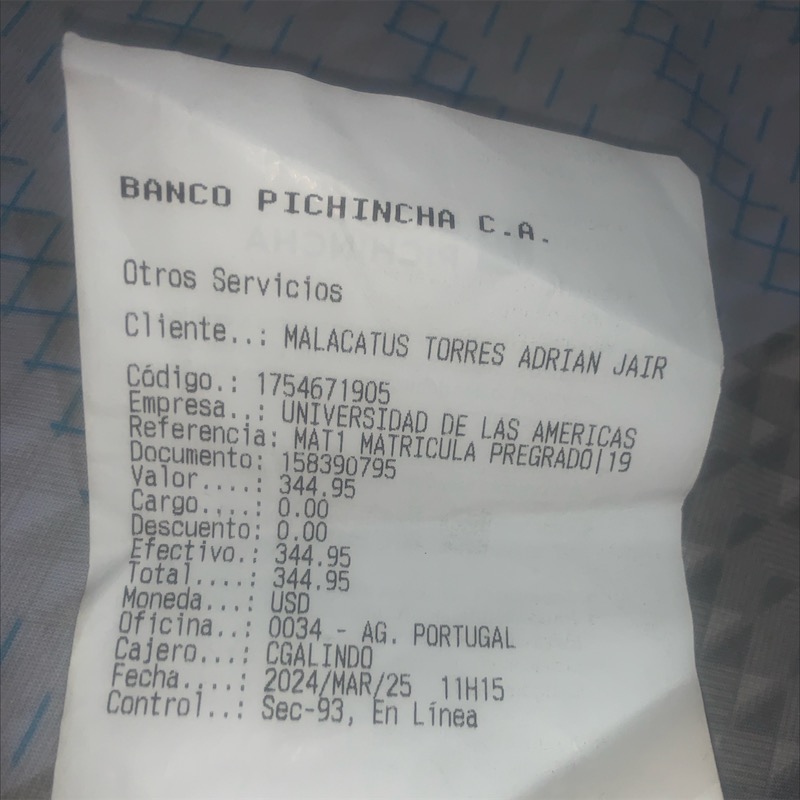 BANCO PICHINCHA C.A.
Otros Servicios
Cliente..: MALACATUS TORRES ADRIAN JAIR
Código.: 1754671905
Empresa..: UNIVERSIDAD DE LAS AMERICAS
Referencia: MAT1 MATRICULA PREGRADO|19
Documento: 158390795
Valor....: 344.95
Cargo....: 0.00
Descuento: 0.00
Efectivo.: 344.95
Total....: 344.95
Moneda...: USD
Oficina..: 0034 - AG. PORTUGAL
Cajero...: CGALINDO
Fecha....: 2024/MAR/25 11H15
Control..: Sec-93, En Línea